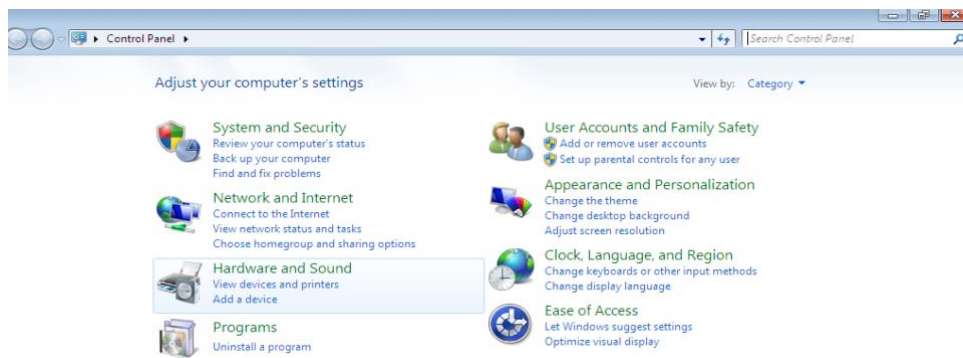 Control Panel
Search Control Panel
Adjust your computer's settings
View by: Category
System and Security
Review your computer's status
Back up your computer
Find and fix problems
Network and Internet
Connect to the Internet
View network status and tasks
Choose homegroup and sharing options
Hardware and Sound
View devices and printers
Add a device
Programs
Uninstall a program
User Accounts and Family Safety
Add or remove user accounts
Set up parental controls for any user
Appearance and Personalization
Change the theme
Change desktop background
Adjust screen resolution
Clock, Language, and Region
Change keyboards or other input methods
Change display language
Ease of Access
Let Windows suggest settings
Optimize visual display